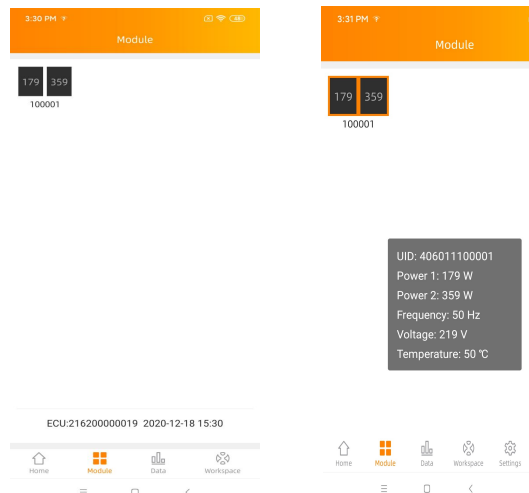 3:30 PM
Module
179 359
100001
ECU:216200000019 2020-12-18 15:30
Home Module Data Workspace
3:31 PM
Module
179 359
100001
UID: 406011100001
Power 1: 179 W
Power 2: 359 W
Frequency: 50 Hz
Voltage: 219 V
Temperature: 50 ℃
Home Module Data Workspace Settings